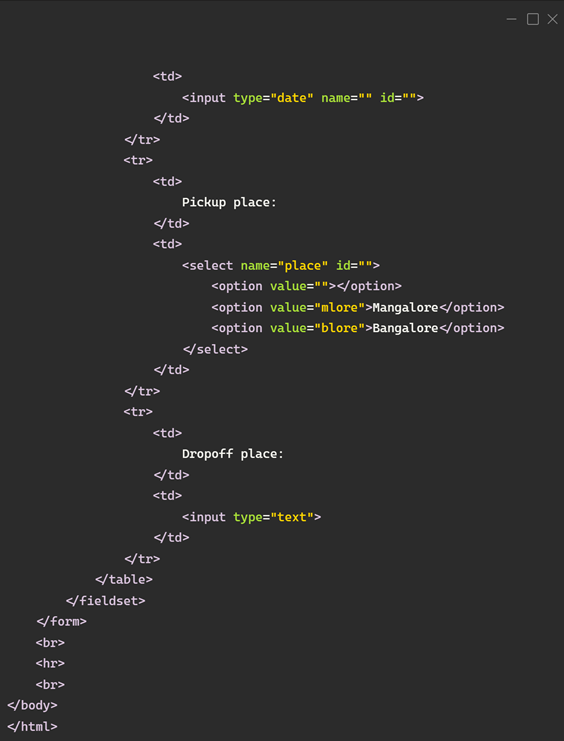 <td>
<input type="date" name="" id="">
</td>
</tr>
<tr>
<td>
Pickup place:
</td>
<td>
<select name="place" id="">
<option value=""></option>
<option value="mlore">Mangalore</option>
<option value="blore">Bangalore</option>
</select>
</td>
</tr>
<tr>
<td>
Dropoff place:
</td>
<td>
<input type="text">
</td>
</tr>
</table>
</fieldset>
</form>
<br>
<hr>
<br>
</body>
</html>